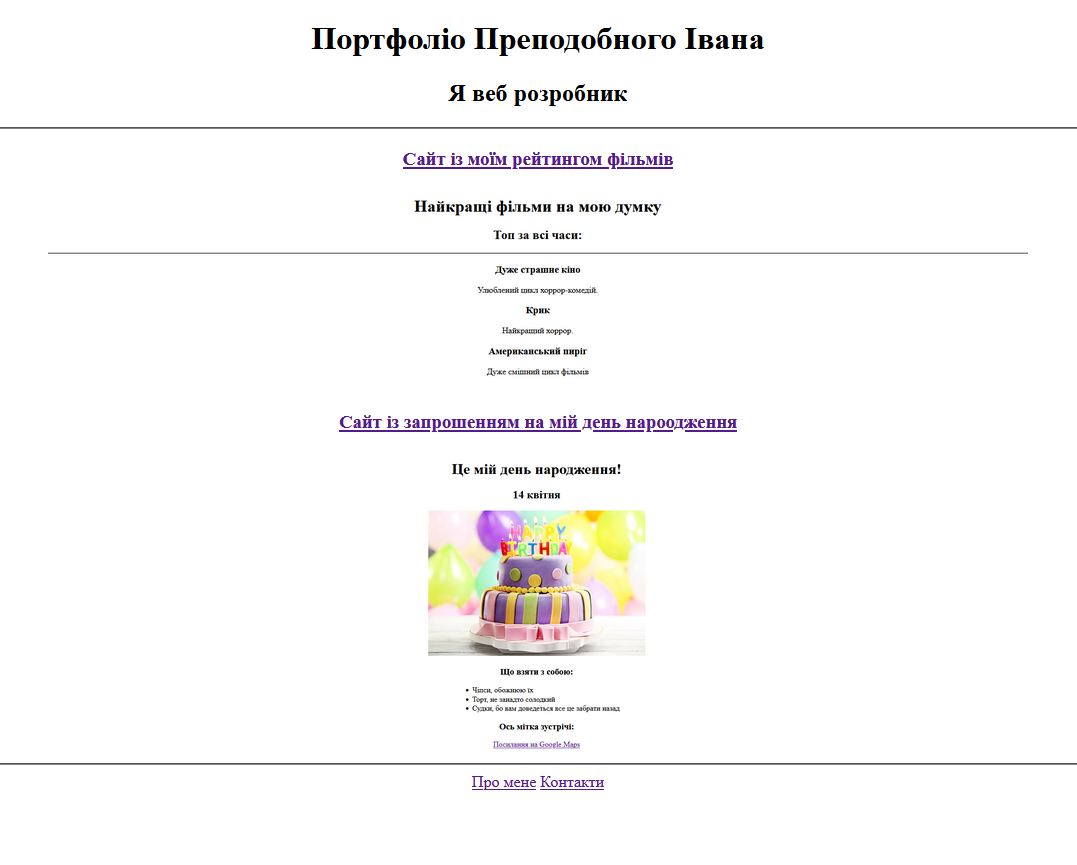 Портфоліо Преподобного Івана
Я веб розробник
Сайт із моїм рейтингом фільмів
Найкращі фільми на мою думку
Топ за всі часи:
Дуже страшне кіно
Улюблений цикл хоррор-комедій.
Крик
Найкращий хоррор.
Американський пиріг
Дуже смішний цикл фільмів
Сайт із запрошенням на мій день нароодження
Це мій день народження!
14 квітня
HAPPY
BIRTHDAY
Що взяти з собою:
Чіпси, обожнюю їх
Торт, не занадто солодкий
Судки, бо вам доведеться все це забрати назад
Ось мітка зустрічі:
Посилання на Google Maps
Про мене Контакти